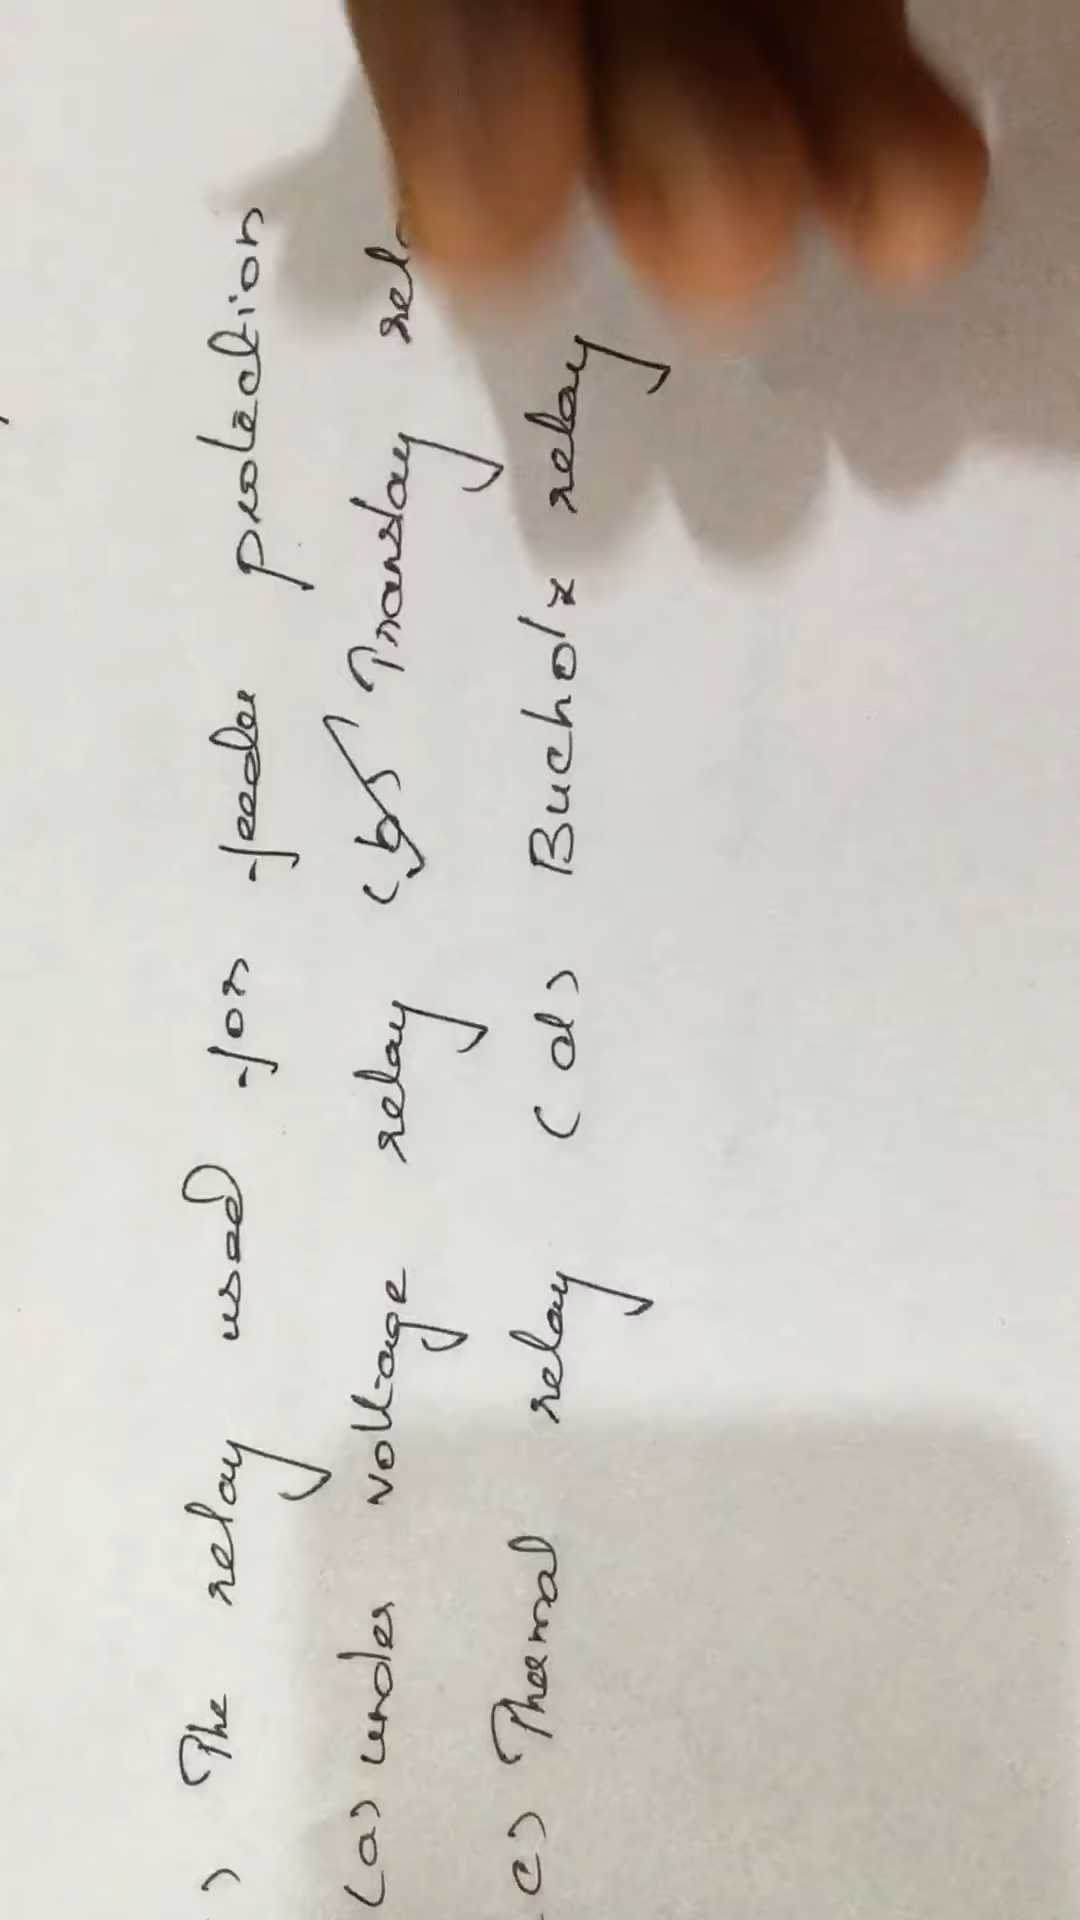 ) The relay used for feeder protection
(a) under voltage relay (b) Translay
c) Thermal relay (d) Bucholz relay